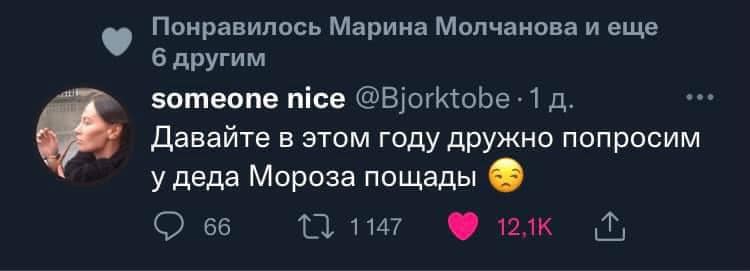 Понравилось Марина Молчанова и еще
6 другим
someone nice @Bjorktobe · 1 д.
Давайте в этом году дружно попросим
у деда Мороза пощады 😒
66 1 147 12,1K